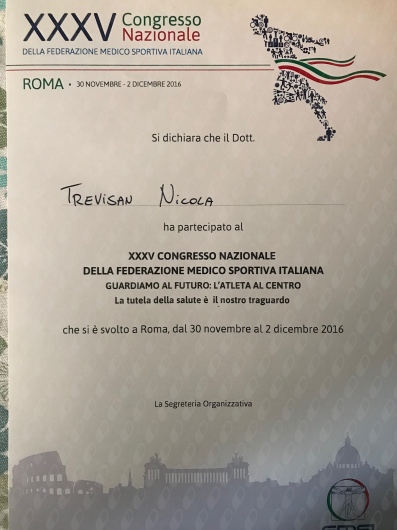 XXXV Congresso
Nazionale
DELLA FEDERAZIONE MEDICO SPORTIVA ITALIANA
ROMA • 30 NOVEMBRE - 2 DICEMBRE 2016
Si dichiara che il Dott.
TREVISAN NICOLA
ha partecipato al
XXXV CONGRESSO NAZIONALE
DELLA FEDERAZIONE MEDICO SPORTIVA ITALIANA
GUARDIAMO AL FUTURO: L'ATLETA AL CENTRO
La tutela della salute è il nostro traguardo
che si è svolto a Roma, dal 30 novembre al 2 dicembre 2016
La Segreteria Organizzativa